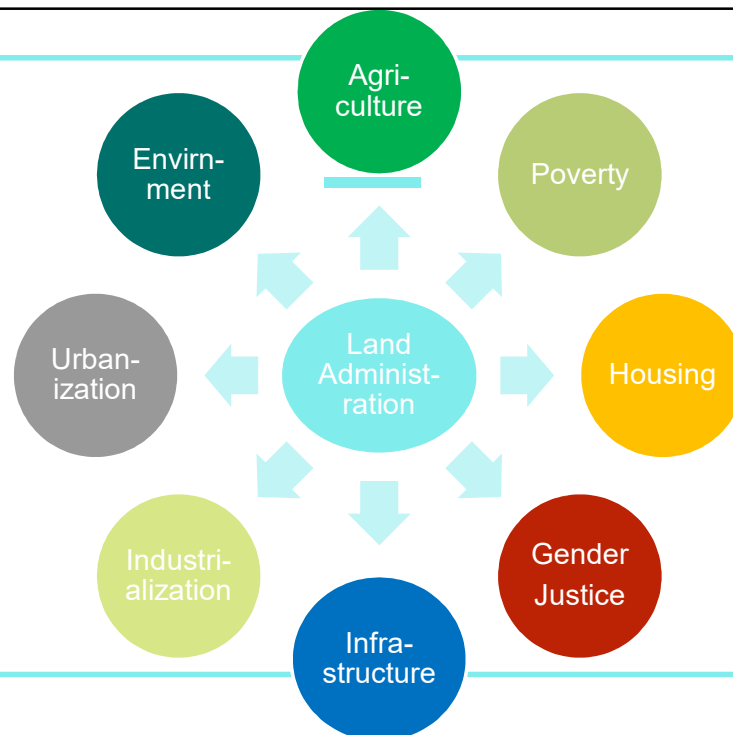 Agri-
culture
Envirn-
ment
Poverty
Urban-
ization
Land
Administ-
ration
Housing
Industri-
alization
Gender
Justice
Infra-
structure